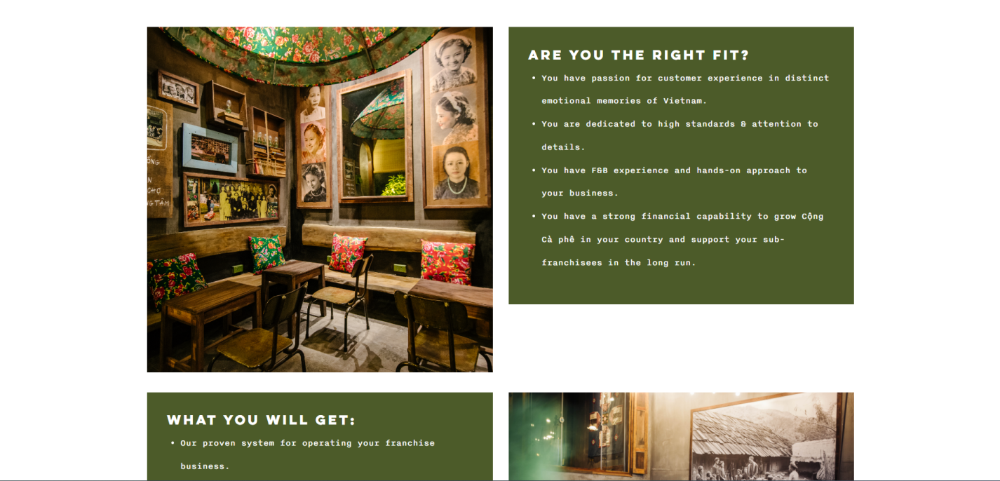 ARE YOU THE RIGHT FIT?
• You have passion for customer experience in distinct
emotional memories of Vietnam.
• You are dedicated to high standards & attention to
details.
• You have F&B experience and hands-on approach to
your business.
• You have a strong financial capability to grow Cộng
Cà phê in your country and support your sub-
franchisees in the long run.
WHAT YOU WILL GET:
• Our proven system for operating your franchise
business.